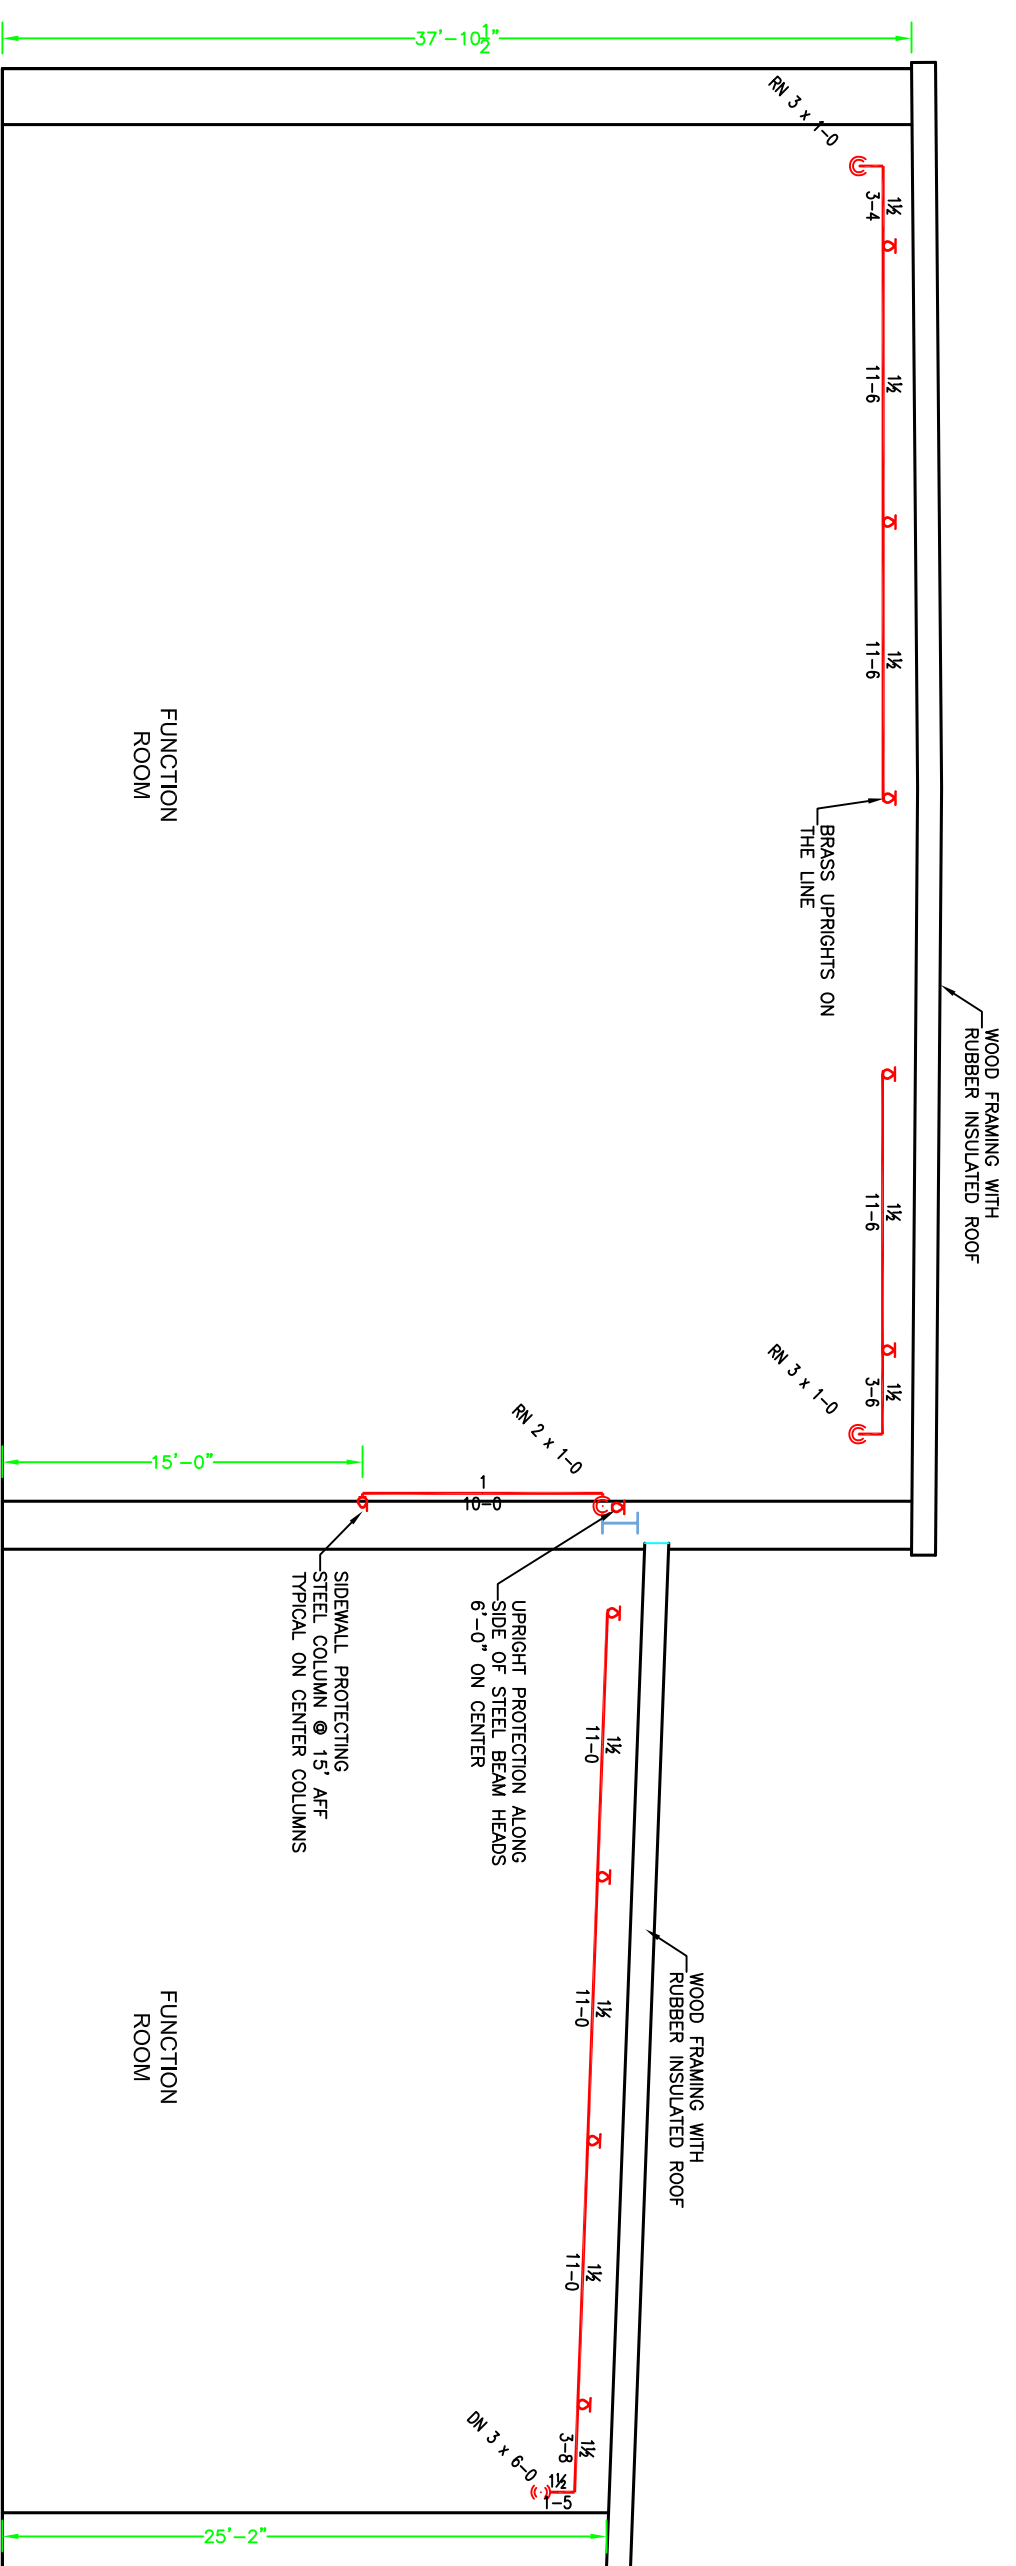 WOOD FRAMING WITH
RUBBER INSULATED ROOF
37'-10½"
RN 3 x 1-0
1½
3-4
1½
11-6
1½
11-6
BRASS UPRIGHTS ON
THE LINE
1½
11-6
1½
3-6
RN 3 x 1-0
WOOD FRAMING WITH
RUBBER INSULATED ROOF
RN 2 x 1-0
1
10-0
15'-0"
UPRIGHT PROTECTION ALONG
SIDE OF STEEL BEAM HEADS
6'-0" ON CENTER
SIDEWALL PROTECTING
STEEL COLUMN @ 15' AFF
TYPICAL ON CENTER COLUMNS
1½
11-0
1½
11-0
1½
11-0
1½
3-8
1½
1-5
DN 3 x 6-0
25'-2"
FUNCTION
ROOM
FUNCTION
ROOM